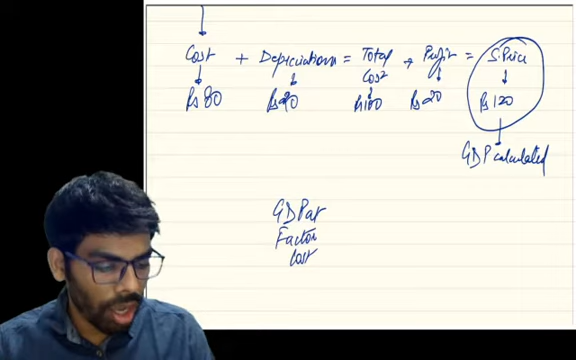 Cost + Depreciation = Total Cost + Profit = S.Price
Rs 80 Rs 20 Rs 100 Rs 20 Rs 120
GDP calculated
GDP at
Factor
Cost